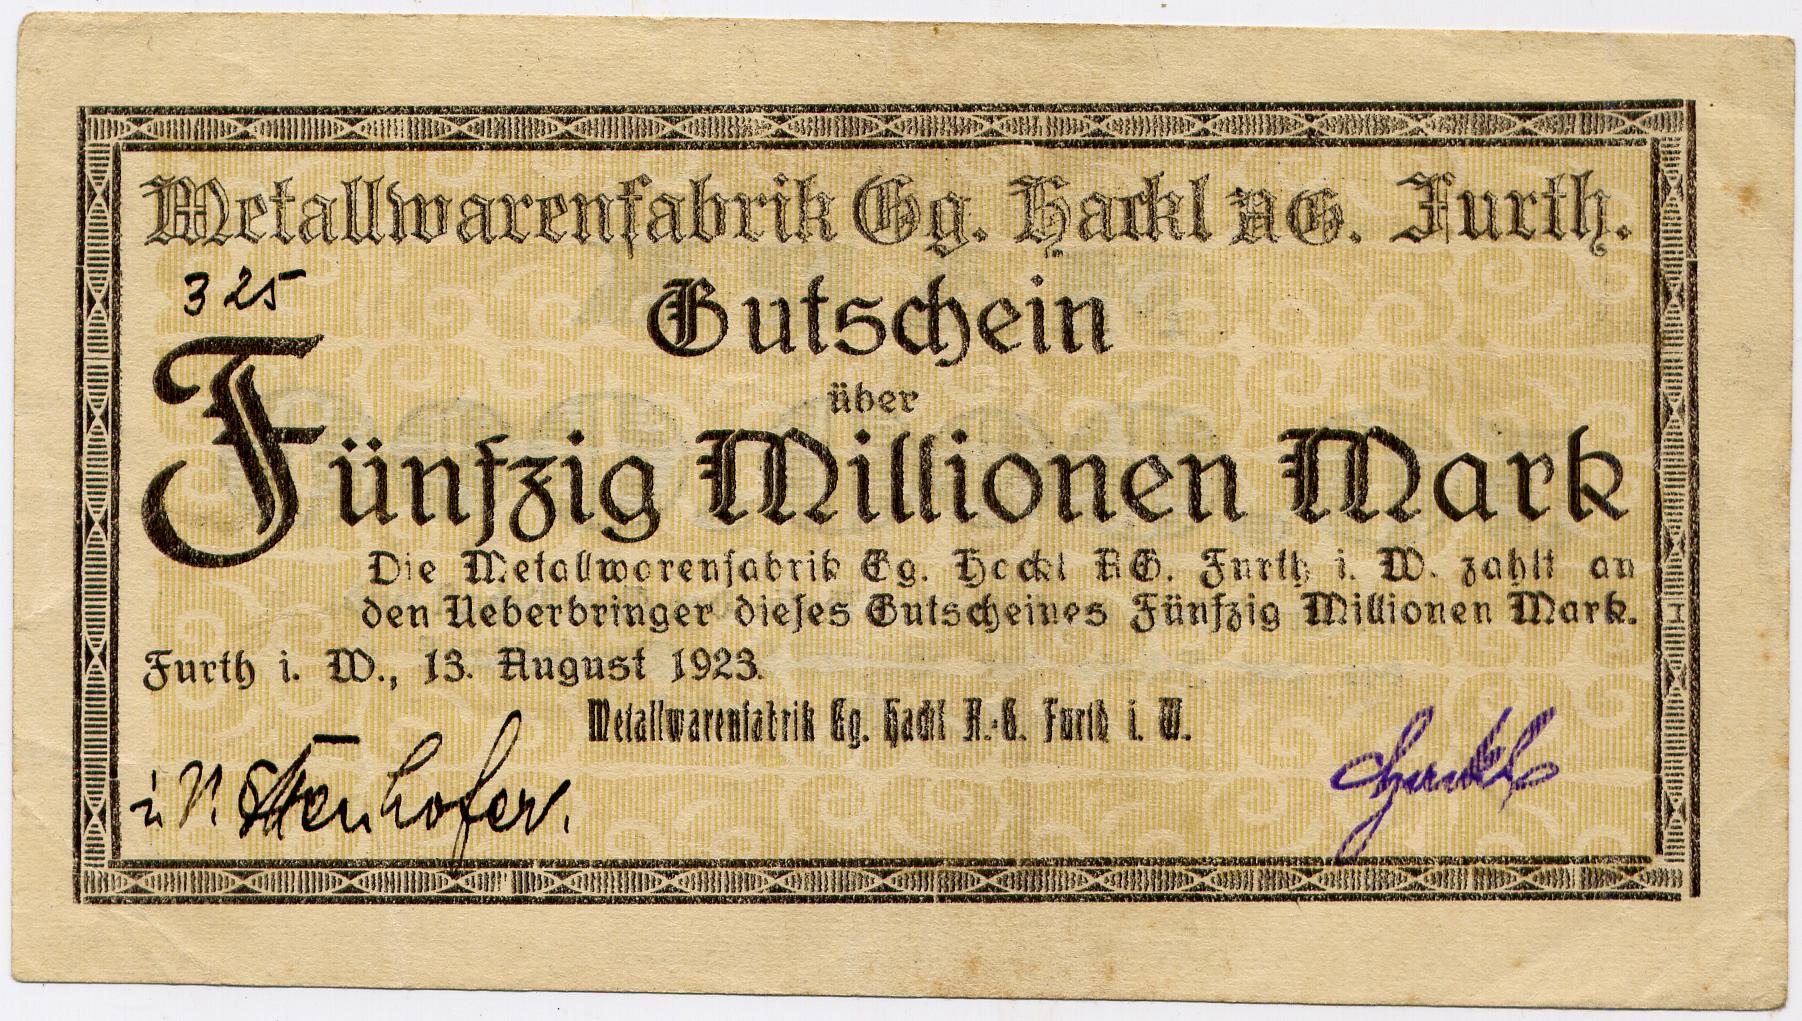 Metallwarenfabrik Gg. Hackl AG. Furth.
325
Gutschein
über
Fünfzig Millionen Mark
Die Metallwarenfabrik Gg. Hackl AG. Furth i. W. zahlt an
den Ueberbringer dieses Gutscheines Fünfzig Millionen Mark.
Furth i. W., 13. August 1923.
Metallwarenfabrik Gg. Hackl A.-G. Furth i. W.
Hackl